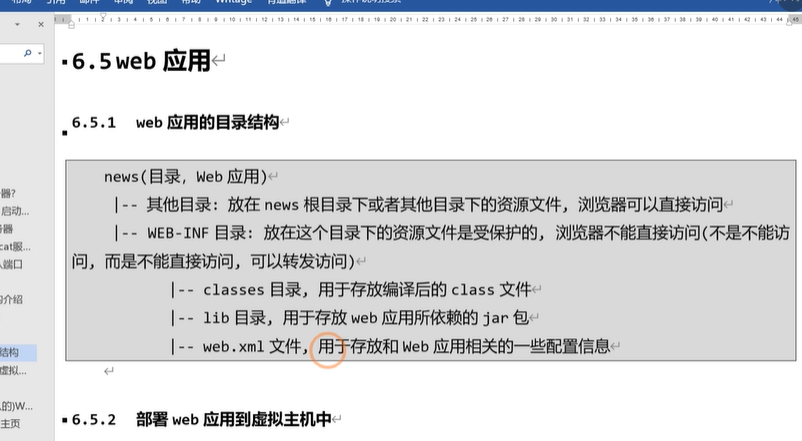 6.5 web 应用
6.5.1 web 应用的目录结构
news(目录, Web 应用)
|-- 其他目录: 放在 news 根目录下或者其他目录下的资源文件, 浏览器可以直接访问
|-- WEB-INF 目录: 放在这个目录下的资源文件是受保护的, 浏览器不能直接访问(不是不能访
问, 而是不能直接访问, 可以转发访问)
|-- classes 目录, 用于存放编译后的 class 文件
|-- lib 目录, 用于存放 web 应用所依赖的 jar 包
|-- web.xml 文件, 用于存放和 Web 应用相关的一些配置信息
6.5.2 部署 web 应用到虚拟主机中
器?
启动...
务器
cat服...
端口
介绍
结构
虚拟...
的)W...
主页